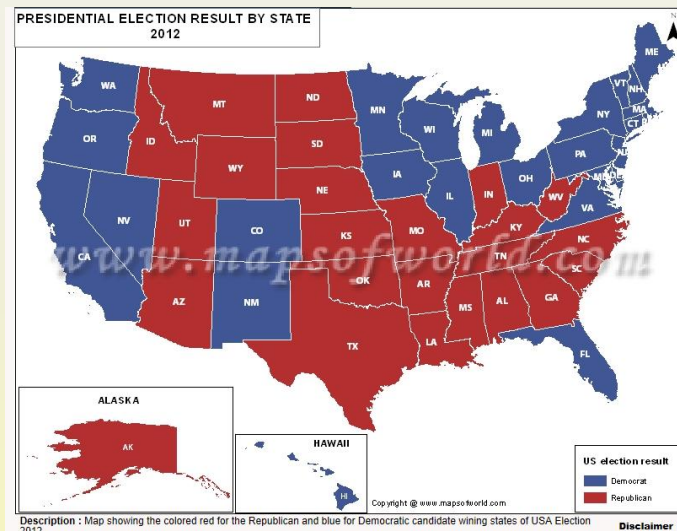 PRESIDENTIAL ELECTION RESULT BY STATE
2012
N
WA
MT
ND
MN
ME
VT
NH
OR
ID
SD
WI
MI
NY
MA
CT
WY
IA
PA
NE
NV
UT
CO
IL
IN
OH
WV
VA
CA
KS
MO
KY
NC
www.mapsofworld.com
TN
AZ
NM
OK
AR
SC
MS
AL
GA
TX
LA
FL
ALASKA
AK
HAWAII
HI
Copyright @ www.mapsofworld.com
US election result
Democrat
Republican
Description : Map showing the colored red for the Republican and blue for Democratic candidate wining states of USA Election
2012
Disclaimer